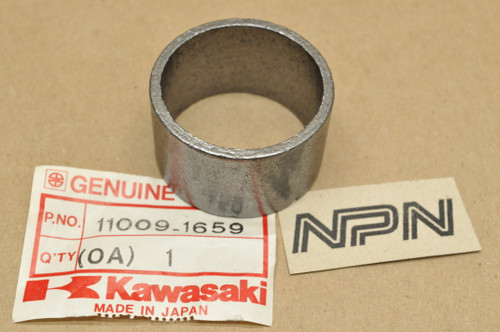 GENUINE
P.NO. 11009-1659
Q'TY (OA) 1
Kawasaki
MADE IN JAPAN
NPN